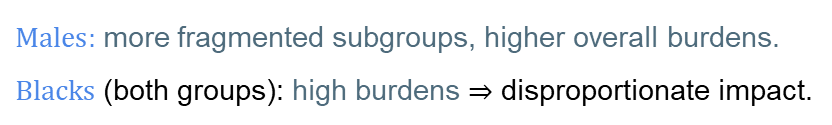 Males: more fragmented subgroups, higher overall burdens.
Blacks (both groups): high burdens ⇒ disproportionate impact.